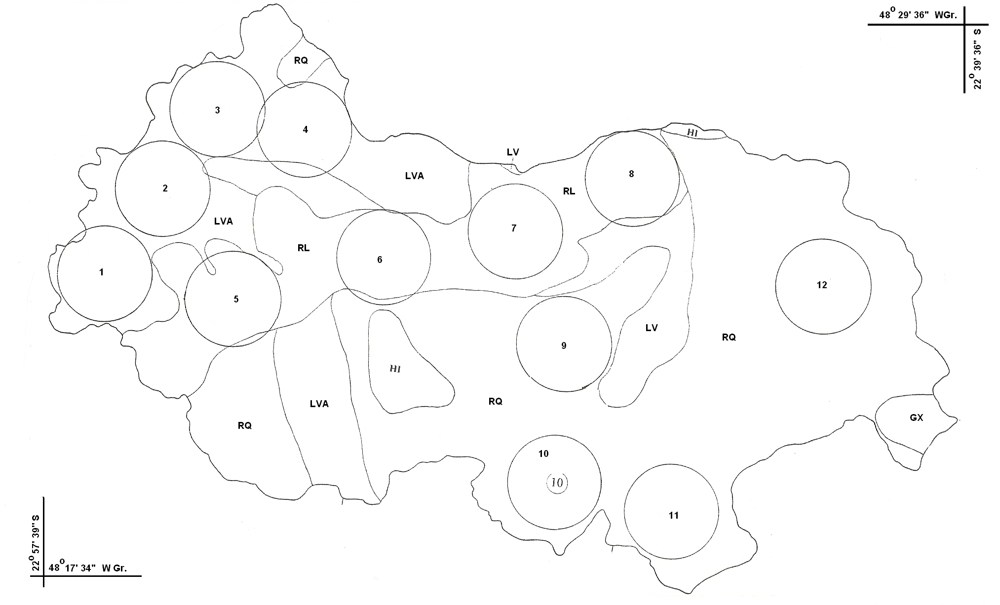 48° 29' 36" WGr.
22° 39' 36" S
RQ
3
4
HI
LV
LVA
8
2
RL
LVA
7
RL
6
1
12
5
LV
RQ
9
HI
RQ
LVA
GX
RQ
10
10
11
22° 57' 39" S
48° 17' 34" W Gr.